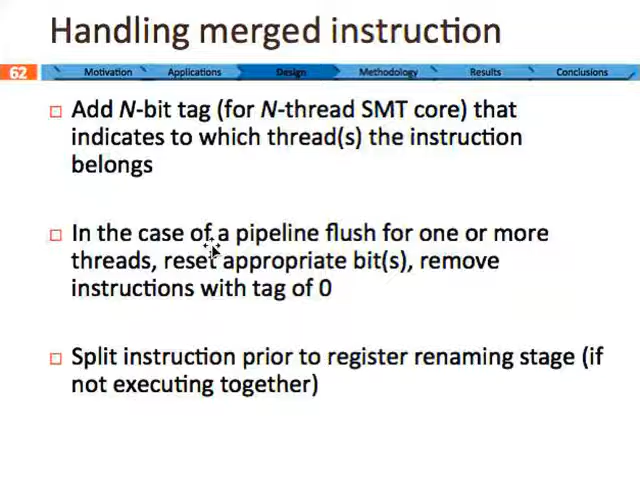 Handling merged instruction
62 Motivation Applications Design Methodology Results Conclusions
Add N-bit tag (for N-thread SMT core) that
indicates to which thread(s) the instruction
belongs
In the case of a pipeline flush for one or more
threads, reset appropriate bit(s), remove
instructions with tag of 0
Split instruction prior to register renaming stage (if
not executing together)